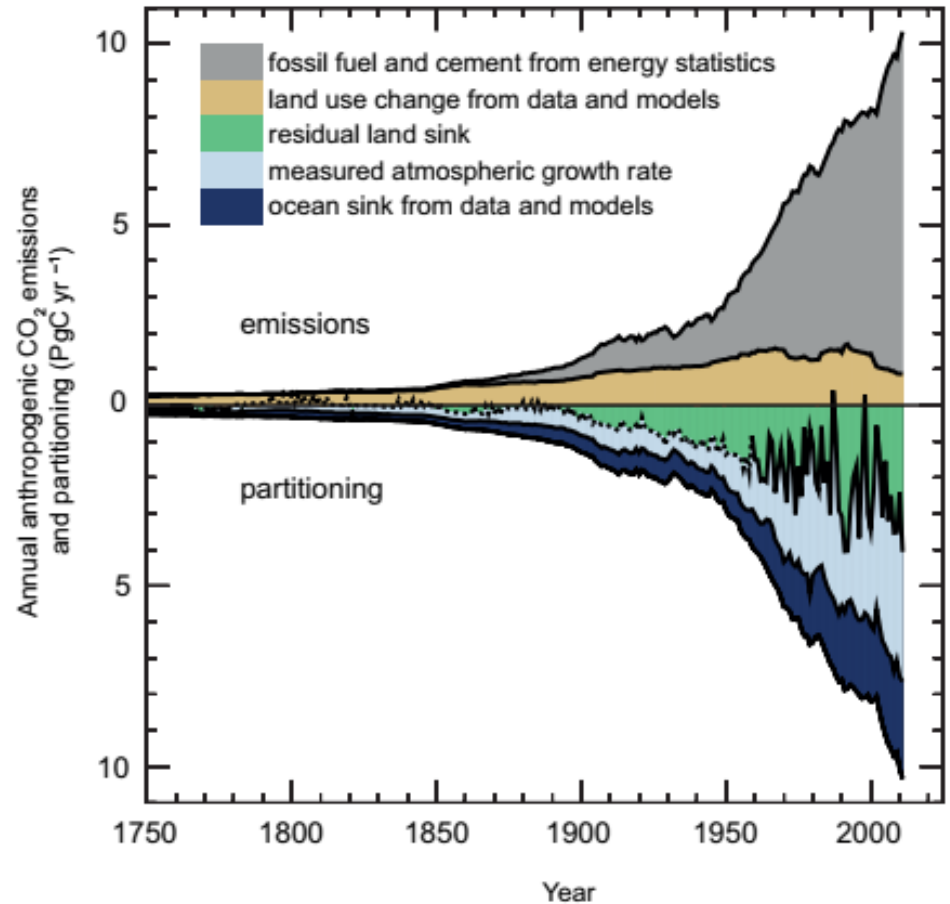 10
fossil fuel and cement from energy statistics
land use change from data and models
residual land sink
measured atmospheric growth rate
ocean sink from data and models
5
Annual anthropogenic CO₂ emissions
and partitioning (PgC yr ⁻¹)
emissions
0
partitioning
5
10
1750
1800
1850
1900
1950
2000
Year